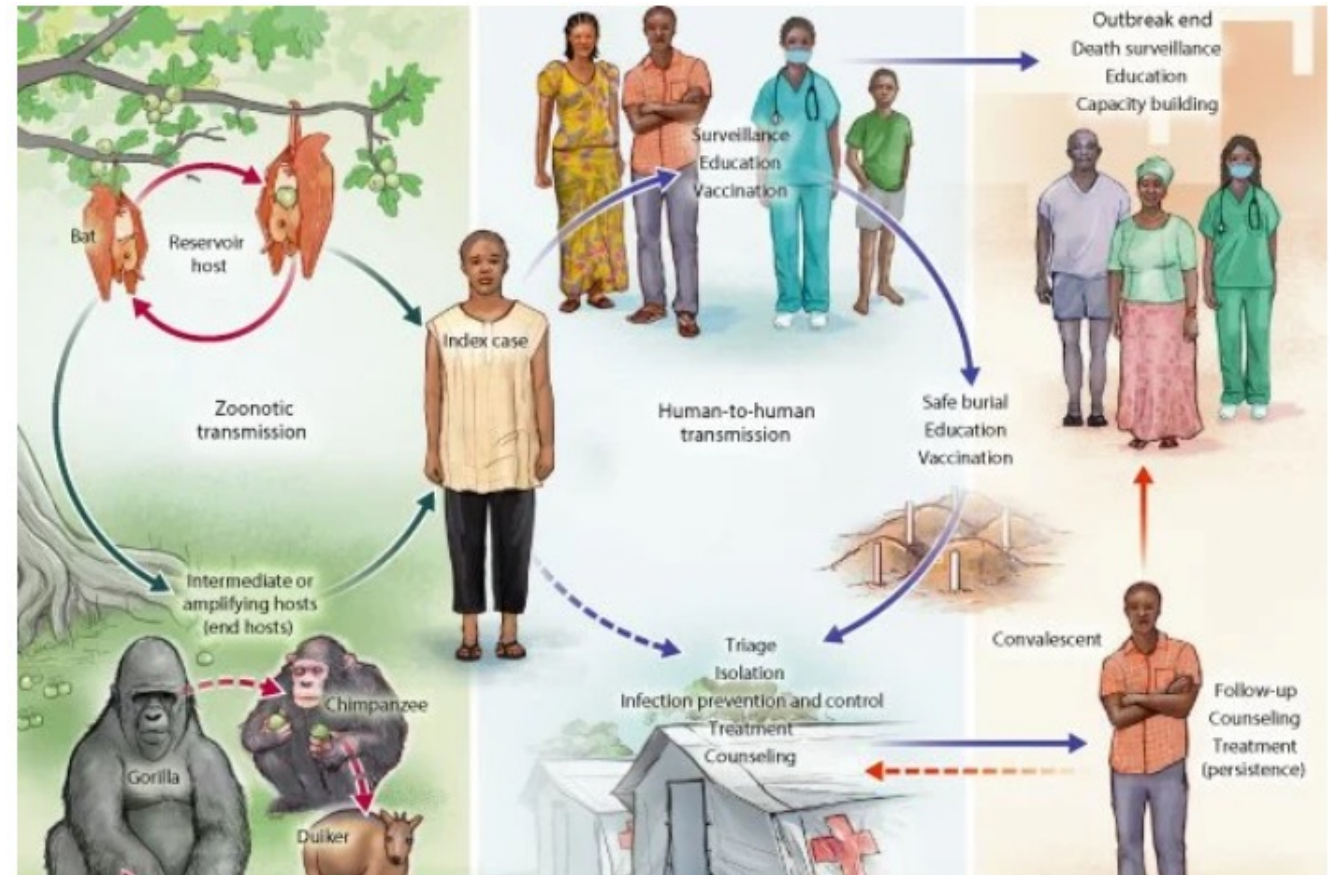 Bat
Reservoir
host
Zoonotic
transmission
Intermediate or
amplifying hosts
(end hosts)
Gorilla
Chimpanzee
Duiker
Index case
Surveillance
Education
Vaccination
Human-to-human
transmission
Safe burial
Education
Vaccination
Triage
Isolation
Infection prevention and control
Treatment
Counseling
Outbreak end
Death surveillance
Education
Capacity building
Convalescent
Follow-up
Counseling
Treatment
(persistence)